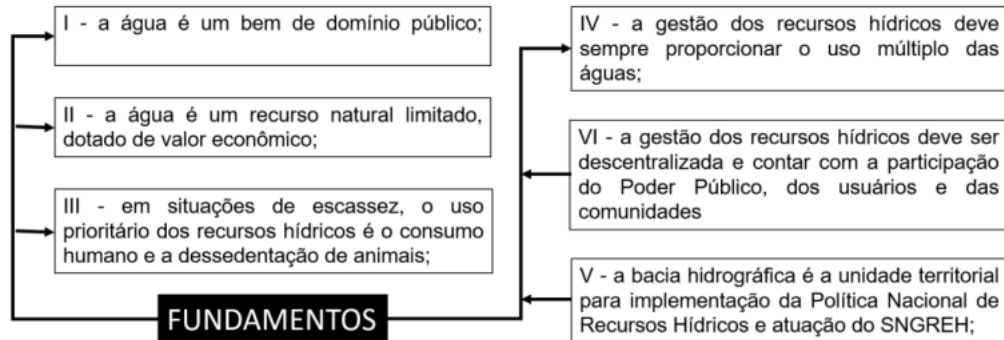 I - a água é um bem de domínio público;
II - a água é um recurso natural limitado,
dotado de valor econômico;
III - em situações de escassez, o uso
prioritário dos recursos hídricos é o consumo
humano e a dessedentação de animais;
FUNDAMENTOS
IV - a gestão dos recursos hídricos deve
sempre proporcionar o uso múltiplo das
águas;
VI - a gestão dos recursos hídricos deve ser
descentralizada e contar com a participação
do Poder Público, dos usuários e das
comunidades
V - a bacia hidrográfica é a unidade territorial
para implementação da Política Nacional de
Recursos Hídricos e atuação do SNGREH;